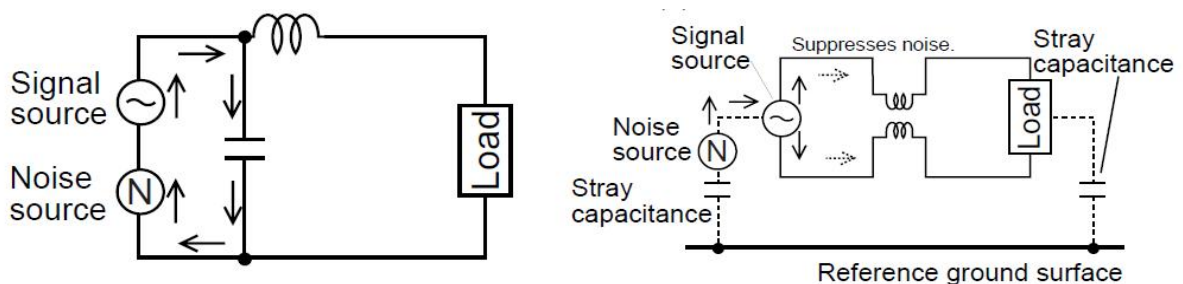 Signal
source
Noise
source
N
Load
Signal
source
Suppresses noise.
Stray
capacitance
Noise
source
N
Load
Stray
capacitance
Reference ground surface